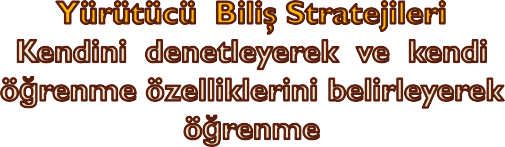 Yürütücü Biliş Stratejileri
Kendini denetleyerek ve kendi
öğrenme özelliklerini belirleyerek
öğrenme